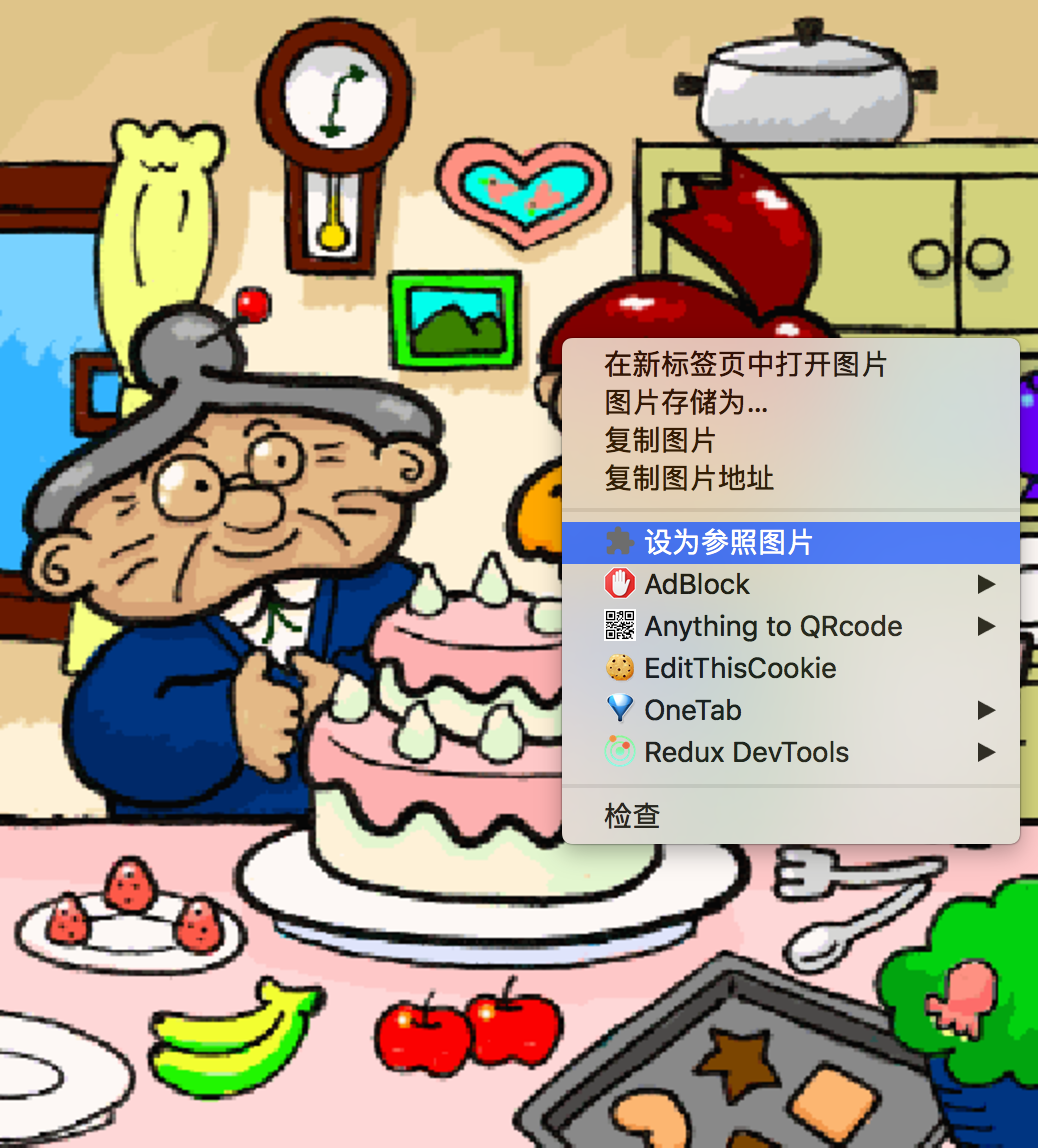 在新标签页中打开图片
图片存储为...
复制图片
复制图片地址
设为参照图片
AdBlock
Anything to QRcode
EditThisCookie
OneTab
Redux DevTools
检查